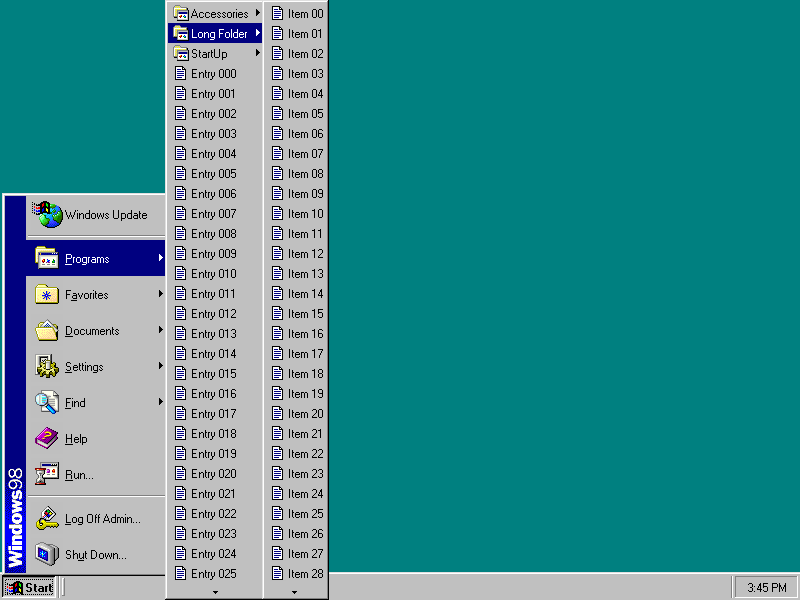 Windows Update
Programs
Favorites
Documents
Settings
Find
Help
Run...
Log Off Admin...
Shut Down...
Windows98
Start
Accessories
Long Folder
StartUp
Entry 000
Entry 001
Entry 002
Entry 003
Entry 004
Entry 005
Entry 006
Entry 007
Entry 008
Entry 009
Entry 010
Entry 011
Entry 012
Entry 013
Entry 014
Entry 015
Entry 016
Entry 017
Entry 018
Entry 019
Entry 020
Entry 021
Entry 022
Entry 023
Entry 024
Entry 025
Item 00
Item 01
Item 02
Item 03
Item 04
Item 05
Item 06
Item 07
Item 08
Item 09
Item 10
Item 11
Item 12
Item 13
Item 14
Item 15
Item 16
Item 17
Item 18
Item 19
Item 20
Item 21
Item 22
Item 23
Item 24
Item 25
Item 26
Item 27
Item 28
3:45 PM